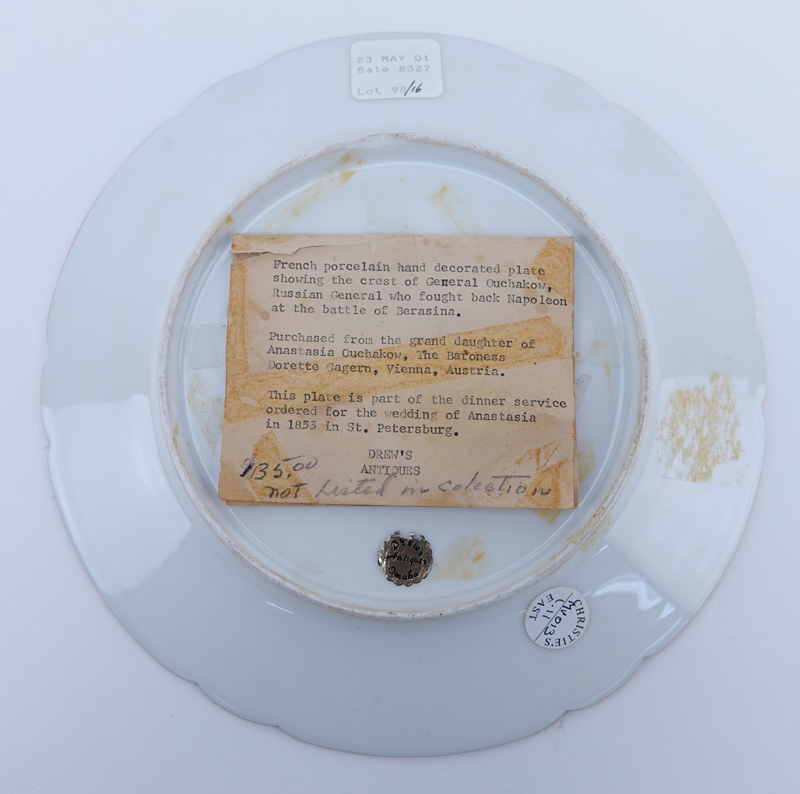 23 MAY 01
Sale 8527
Lot 98/16
French porcelain hand decorated plate
showing the crest of General Ouchakow,
Russian General who fought back Napoleon
at the battle of Berasina.
Purchased from the grand daughter of
Anastasia Ouchakow, The Baroness
Dorette Gagern, Vienna, Austria.
This plate is part of the dinner service
ordered for the wedding of Anastasia
in 1853 in St. Petersburg.
DREW'S
ANTIQUES
135.00
not Listed in colection
Drew's
Antiques
Omaha
CHRISTIE'S
EAST
MV013
C.11